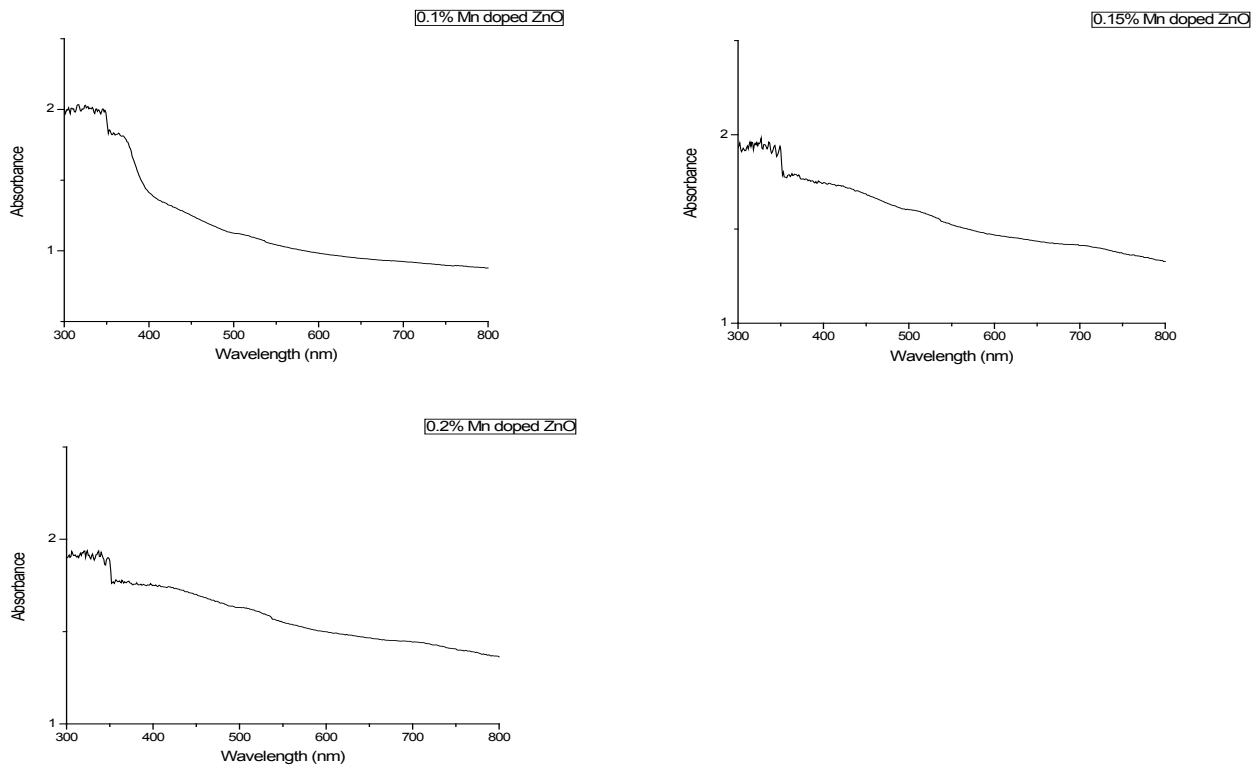 0.1% Mn doped ZnO
2
1
Absorbance
300 400 500 600 700 800
Wavelength (nm)
0.15% Mn doped ZnO
2
1
Absorbance
300 400 500 600 700 800
Wavelength (nm)
0.2% Mn doped ZnO
2
1
Absorbance
300 400 500 600 700 800
Wavelength (nm)